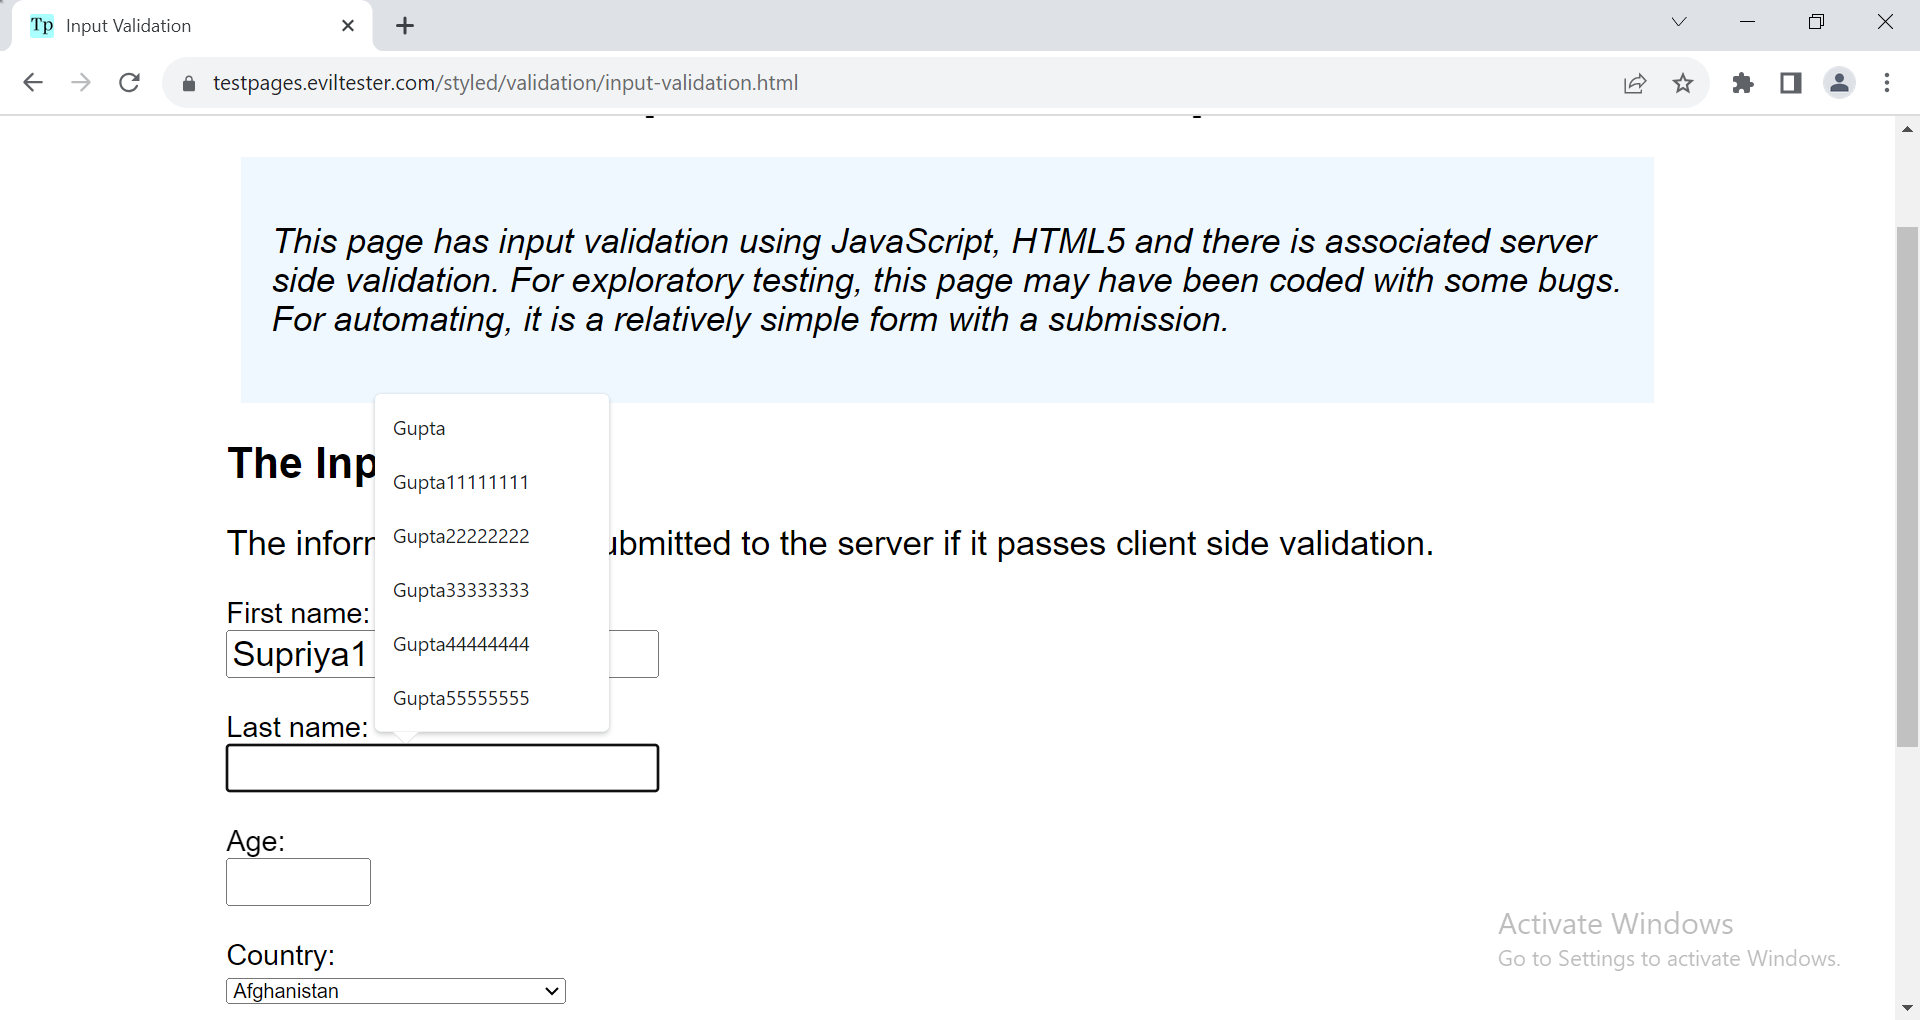 Tp Input Validation
testpages.eviltester.com/styled/validation/input-validation.html
This page has input validation using JavaScript, HTML5 and there is associated server
side validation. For exploratory testing, this page may have been coded with some bugs.
For automating, it is a relatively simple form with a submission.
Gupta
The Inp
Gupta11111111
Gupta22222222
The inforn ubmitted to the server if it passes client side validation.
Gupta33333333
First name:
Gupta44444444
Supriya1
Gupta55555555
Last name:
Age:
Country:
Afghanistan
Activate Windows
Go to Settings to activate Windows.